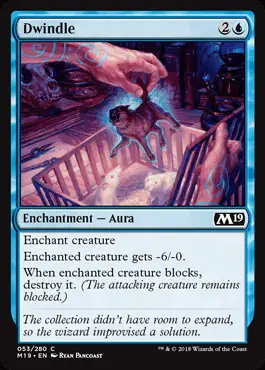 Dwindle 2
Enchantment — Aura M19
Enchant creature
Enchanted creature gets -6/-0.
When enchanted creature blocks,
destroy it. (The attacking creature remains
blocked.)
The collection didn't have room to expand,
so the wizard improvised a solution.
053/280 C
M19 • EN RYAN PANCOAST
™ & © 2018 Wizards of the Coast